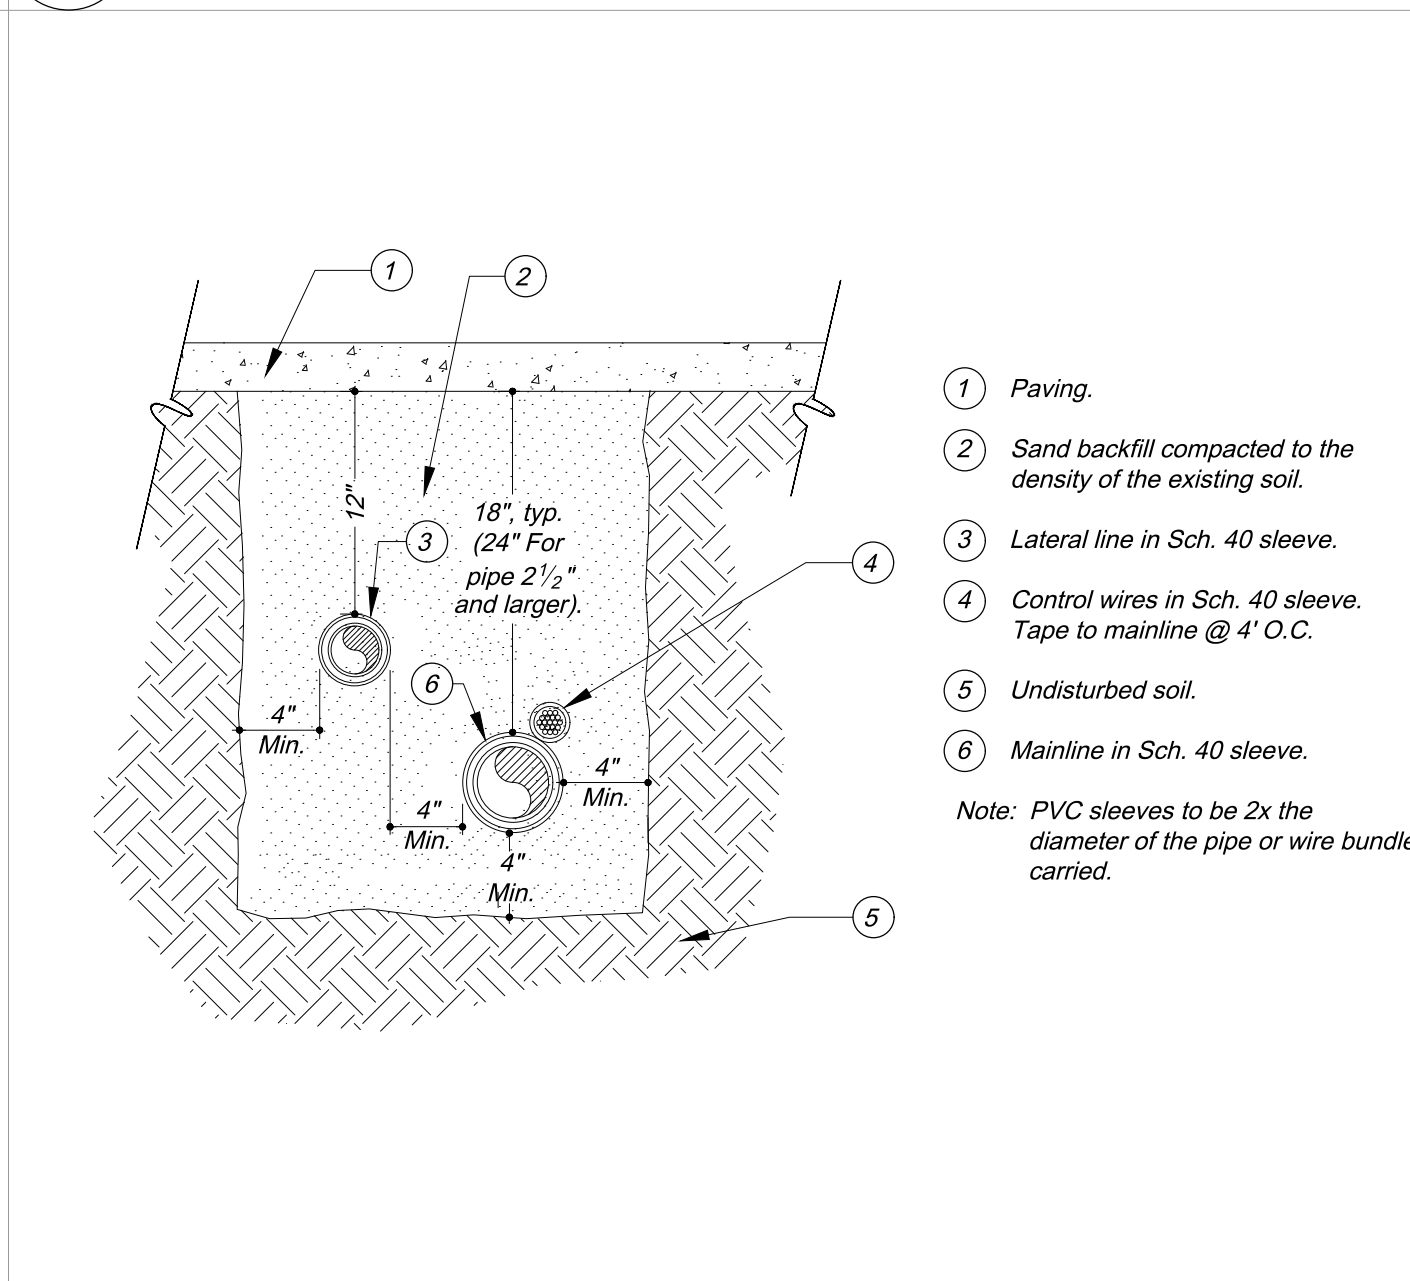 1
2
12"
18", typ.
(24" For
pipe 2 1/2"
and larger).
3
4
6
4"
Min.
4"
Min.
4"
Min.
4"
Min.
5
1 Paving.
2 Sand backfill compacted to the
density of the existing soil.
3 Lateral line in Sch. 40 sleeve.
4 Control wires in Sch. 40 sleeve.
Tape to mainline @ 4' O.C.
5 Undisturbed soil.
6 Mainline in Sch. 40 sleeve.
Note: PVC sleeves to be 2x the
diameter of the pipe or wire bundle
carried.